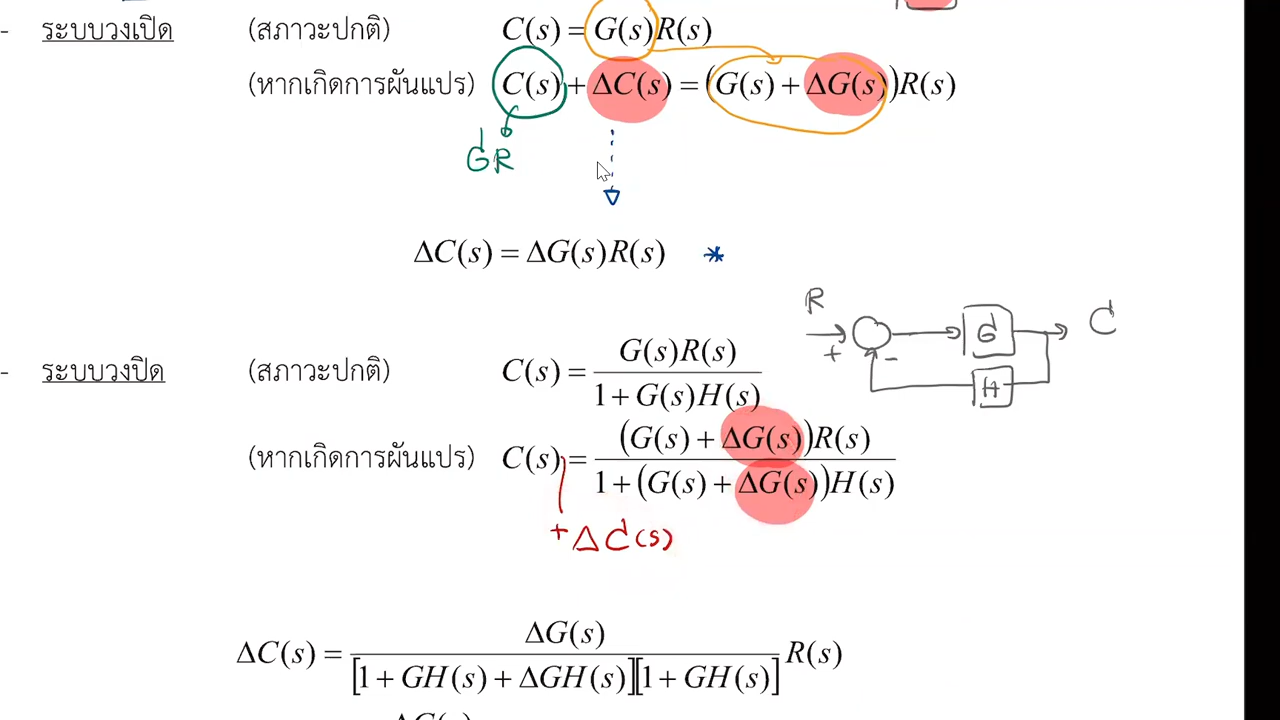 - ระบบวงเปิด (สภาวะปกติ) C(s) = G(s)R(s)
(หากเกิดการผันแปร) C(s) + ΔC(s) = (G(s) + ΔG(s))R(s)
GR
ΔC(s) = ΔG(s)R(s) *
R + - G C
H
- ระบบวงปิด (สภาวะปกติ) C(s) = G(s)R(s) / 1 + G(s)H(s)
(หากเกิดการผันแปร) C(s) = (G(s) + ΔG(s))R(s) / 1 + (G(s) + ΔG(s))H(s)
+ ΔC(s)
ΔC(s) = ΔG(s) / [1 + GH(s) + ΔGH(s)][1 + GH(s)] R(s)